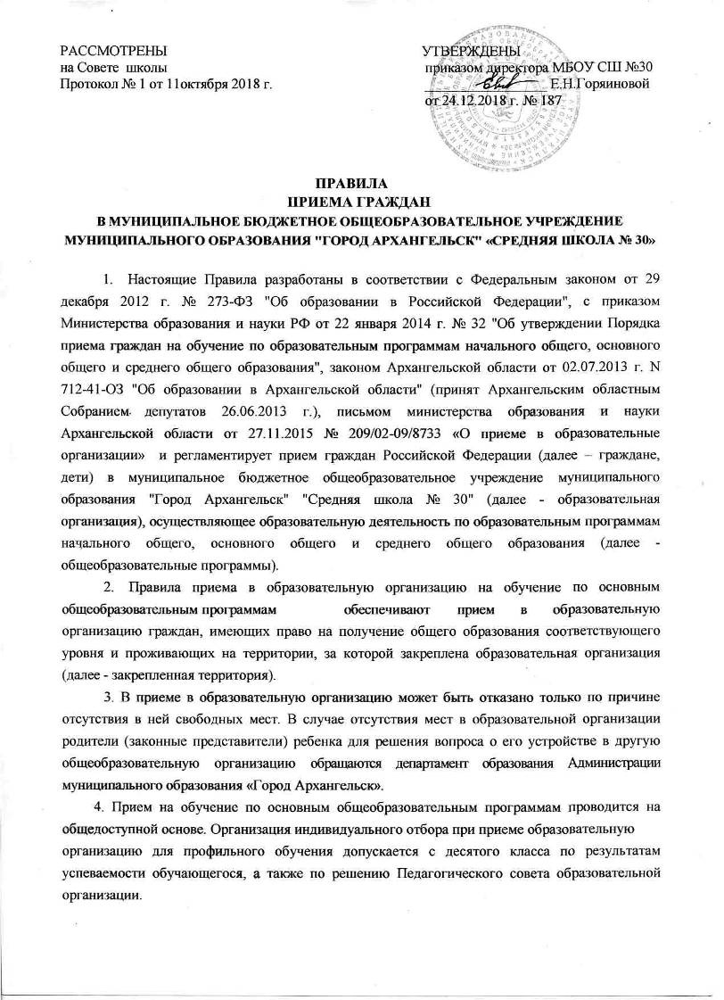 РАССМОТРЕНЫ
на Совете школы
Протокол № 1 от 11октября 2018 г.
УТВЕРЖДЕНЫ
приказом директора МБОУ СШ №30
Е.Н.Горяиновой
от 24.12.2018 г. № 187
ПРАВИЛА
ПРИЕМА ГРАЖДАН
В МУНИЦИПАЛЬНОЕ БЮДЖЕТНОЕ ОБЩЕОБРАЗОВАТЕЛЬНОЕ УЧРЕЖДЕНИЕ
МУНИЦИПАЛЬНОГО ОБРАЗОВАНИЯ "ГОРОД АРХАНГЕЛЬСК" «СРЕДНЯЯ ШКОЛА № 30»
1. Настоящие Правила разработаны в соответствии с Федеральным законом от 29
декабря 2012 г. № 273-ФЗ "Об образовании в Российской Федерации", с приказом
Министерства образования и науки РФ от 22 января 2014 г. № 32 "Об утверждении Порядка
приема граждан на обучение по образовательным программам начального общего, основного
общего и среднего общего образования", законом Архангельской области от 02.07.2013 г. N
712-41-ОЗ "Об образовании в Архангельской области" (принят Архангельским областным
Собранием депутатов 26.06.2013 г.), письмом министерства образования и науки
Архангельской области от 27.11.2015 № 209/02-09/8733 «О приеме в образовательные
организации» и регламентирует прием граждан Российской Федерации (далее – граждане,
дети) в муниципальное бюджетное общеобразовательное учреждение муниципального
образования "Город Архангельск" "Средняя школа № 30" (далее - образовательная
организация), осуществляющее образовательную деятельность по образовательным программам
начального общего, основного общего и среднего общего образования (далее -
общеобразовательные программы).
2. Правила приема в образовательную организацию на обучение по основным
общеобразовательным программам обеспечивают прием в образовательную
организацию граждан, имеющих право на получение общего образования соответствующего
уровня и проживающих на территории, за которой закреплена образовательная организация
(далее - закрепленная территория).
3. В приеме в образовательную организацию может быть отказано только по причине
отсутствия в ней свободных мест. В случае отсутствия мест в образовательной организации
родители (законные представители) ребенка для решения вопроса о его устройстве в другую
общеобразовательную организацию обращаются департамент образования Администрации
муниципального образования «Город Архангельск».
4. Прием на обучение по основным общеобразовательным программам проводится на
общедоступной основе. Организация индивидуального отбора при приеме образовательную
организацию для профильного обучения допускается с десятого класса по результатам
успеваемости обучающегося, а также по решению Педагогического совета образовательной
организации.